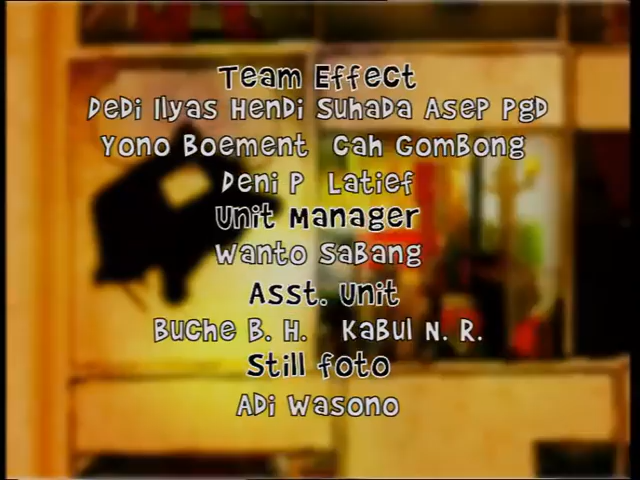 Team Effect
Dedi Ilyas Hendi Suhada Asep Pgd
Yono Boement Cah Gombong
Deni P Latief
Unit Manager
Wanto Sabang
Asst. Unit
Buche B. H. Kabul N. R.
Still foto
Adi Wasono